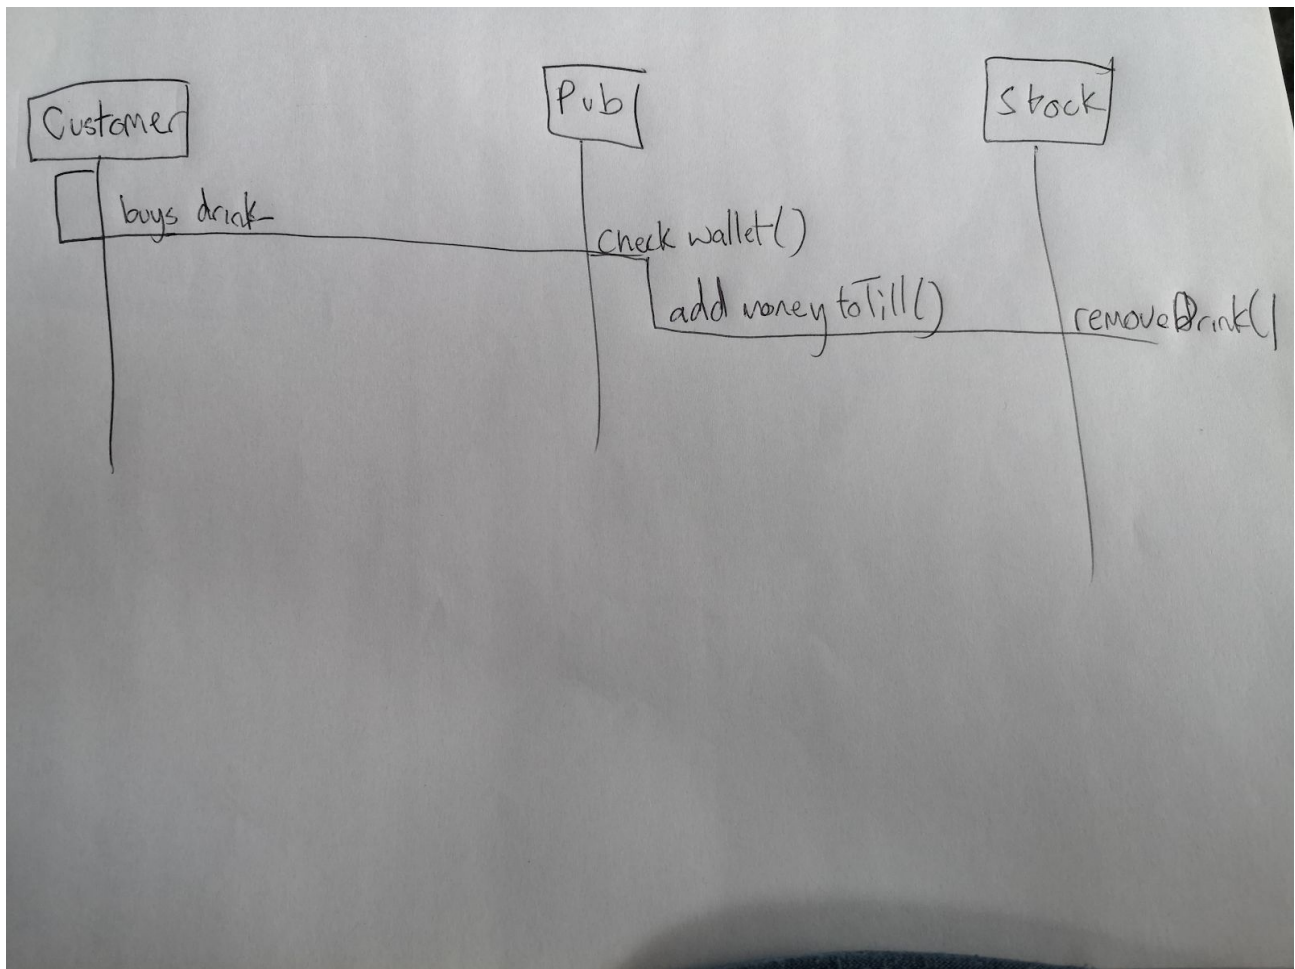 Customer
Pub
Stock
buys drink
check wallet()
add money toTill()
removeDrink()